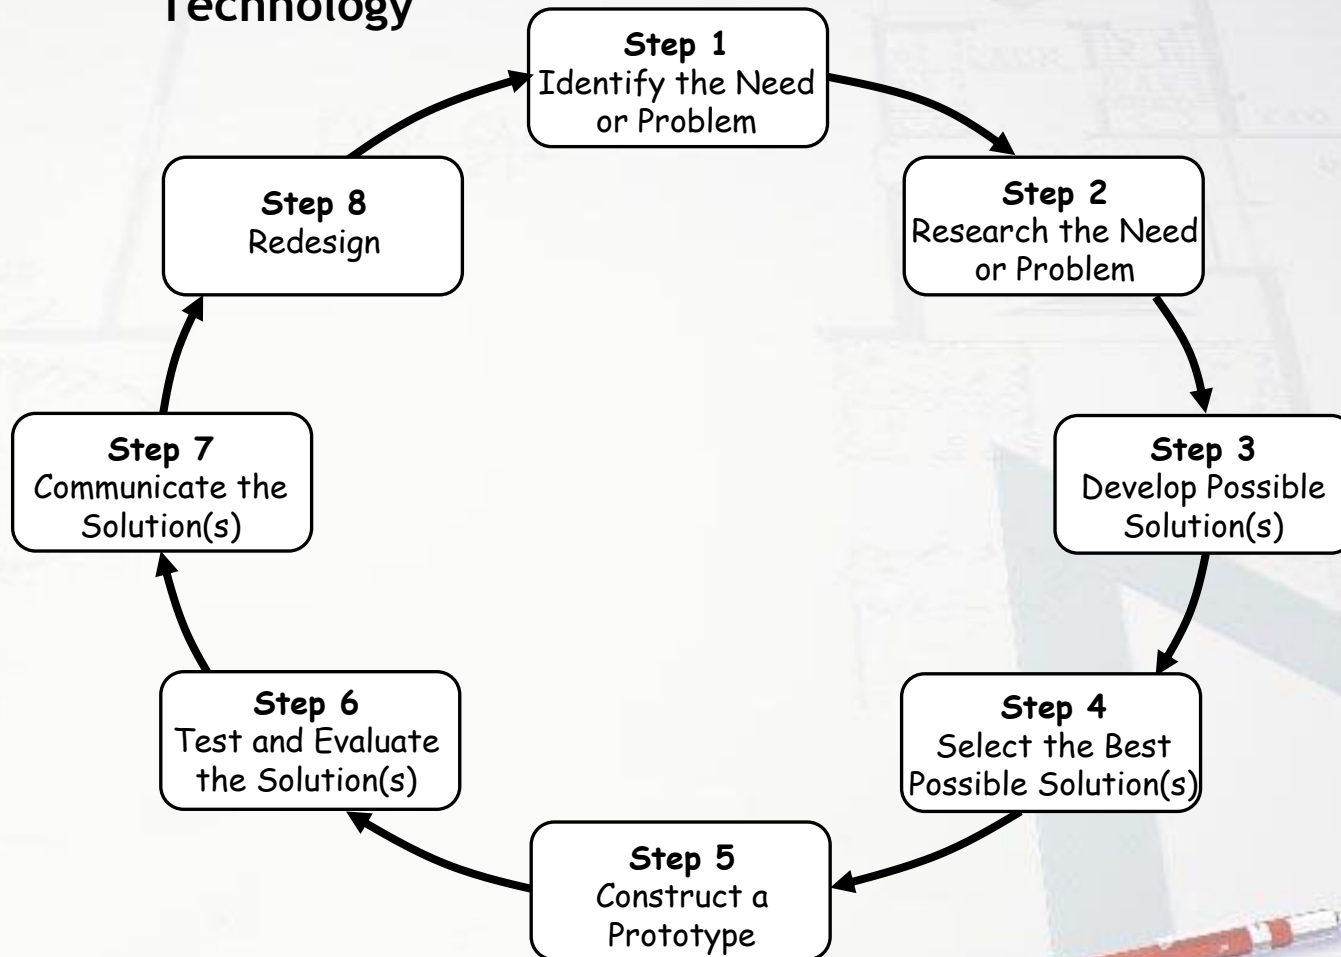 Technology
Step 1
Identify the Need
or Problem
Step 2
Research the Need
or Problem
Step 3
Develop Possible
Solution(s)
Step 4
Select the Best
Possible Solution(s)
Step 5
Construct a
Prototype
Step 6
Test and Evaluate
the Solution(s)
Step 7
Communicate the
Solution(s)
Step 8
Redesign